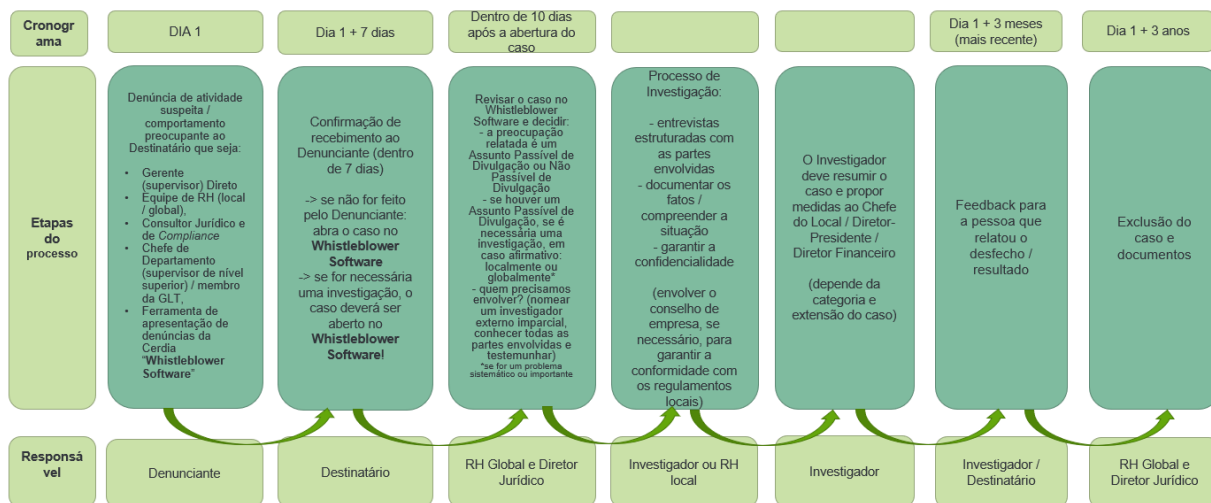 Cronogr
ama
DIA 1
Dia 1 + 7 dias
Dentro de 10 dias
após a abertura do
caso
Dia 1 + 3 meses
(mais recente)
Dia 1 + 3 anos
Etapas
do
processo
Denúncia de atividade
suspeita /
comportamento
preocupante ao
Destinatário que seja:
• Gerente
(supervisor) Direto
• Equipe de RH (local
/ global),
• Consultor Jurídico e
de Compliance
• Chefe de
Departamento
(supervisor de nível
superior) / membro
da GLT,
• Ferramenta de
apresentação de
denúncias da
Cerdia
"Whistleblower
Software"
Confirmação de
recebimento ao
Denunciante (dentro
de 7 dias)
-> se não for feito
pelo Denunciante:
abra o caso no
Whistleblower
Software
-> se for necessária
uma investigação, o
caso deverá ser
aberto no
Whistleblower
Software!
Revisar o caso no
Whistleblower
Software e decidir:
- a preocupação
relatada é um
Assunto Passível de
Divulgação ou Não
Passível de
Divulgação
- se houver um
Assunto Passível de
Divulgação, se é
necessária uma
investigação, em
caso afirmativo:
localmente ou
globalmente*
- quem precisamos
envolver? (nomear
um investigador
externo imparcial,
conhecer todas as
partes envolvidas e
testemunhar)
*se for um problema
sistemático ou importante
Processo de
Investigação:
- entrevistas
estruturadas com
as partes
envolvidas
- documentar os
fatos /
compreender a
situação
- garantir a
confidencialidade
(envolver o
conselho de
empresa, se
necessário, para
garantir a
conformidade com
os regulamentos
locais)
O Investigador
deve resumir o
caso e propor
medidas ao Chefe
do Local / Diretor-
Presidente /
Diretor Financeiro
(depende da
categoria e
extensão do caso)
Feedback para
a pessoa que
relatou o
desfecho /
resultado
Exclusão do
caso e
documentos
Responsá
vel
Denunciante
Destinatário
RH Global e Diretor
Jurídico
Investigador ou RH
local
Investigador
Investigador /
Destinatário
RH Global e
Diretor Jurídico